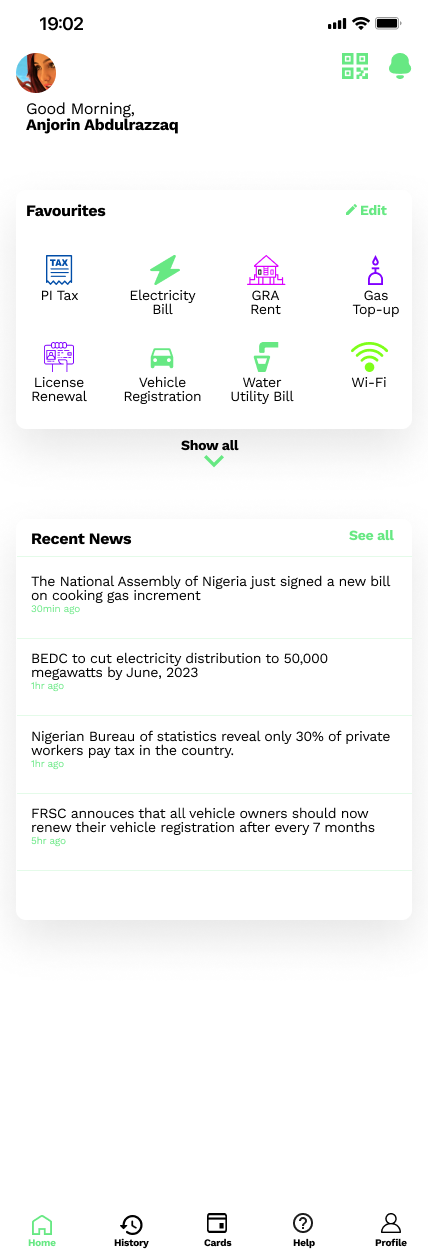 19:02
Good Morning,
Anjorin Abdulrazzaq
Favourites
Edit
TAX
PI Tax
Electricity
Bill
GRA
Rent
Gas
Top-up
License
Renewal
Vehicle
Registration
Water
Utility Bill
Wi-Fi
Show all
Recent News
See all
The National Assembly of Nigeria just signed a new bill
on cooking gas increment
30min ago
BEDC to cut electricity distribution to 50,000
megawatts by June, 2023
1hr ago
Nigerian Bureau of statistics reveal only 30% of private
workers pay tax in the country.
1hr ago
FRSC annouces that all vehicle owners should now
renew their vehicle registration after every 7 months
5hr ago
Home
History
Cards
Help
Profile